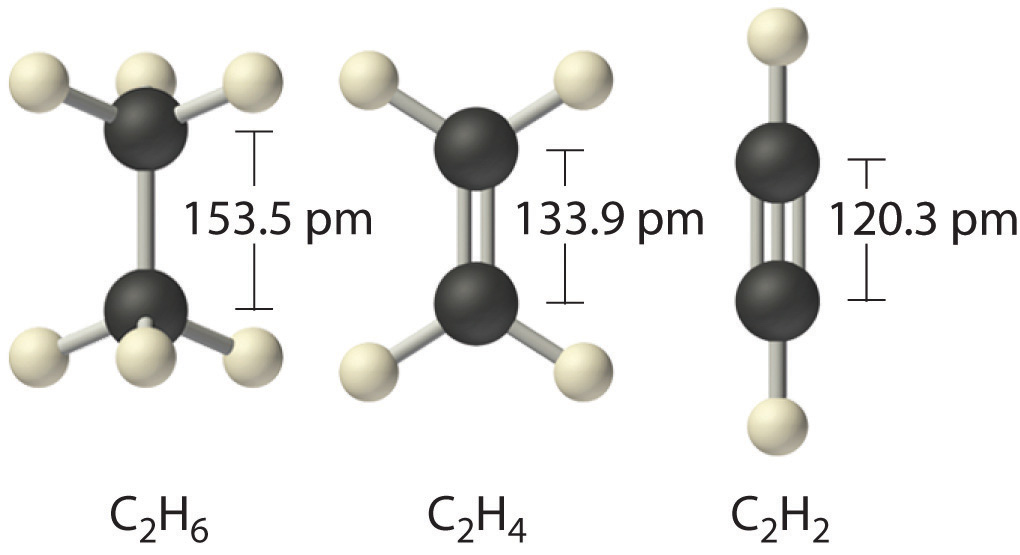 153.5 pm
133.9 pm
120.3 pm
C₂H₆
C₂H₄
C₂H₂